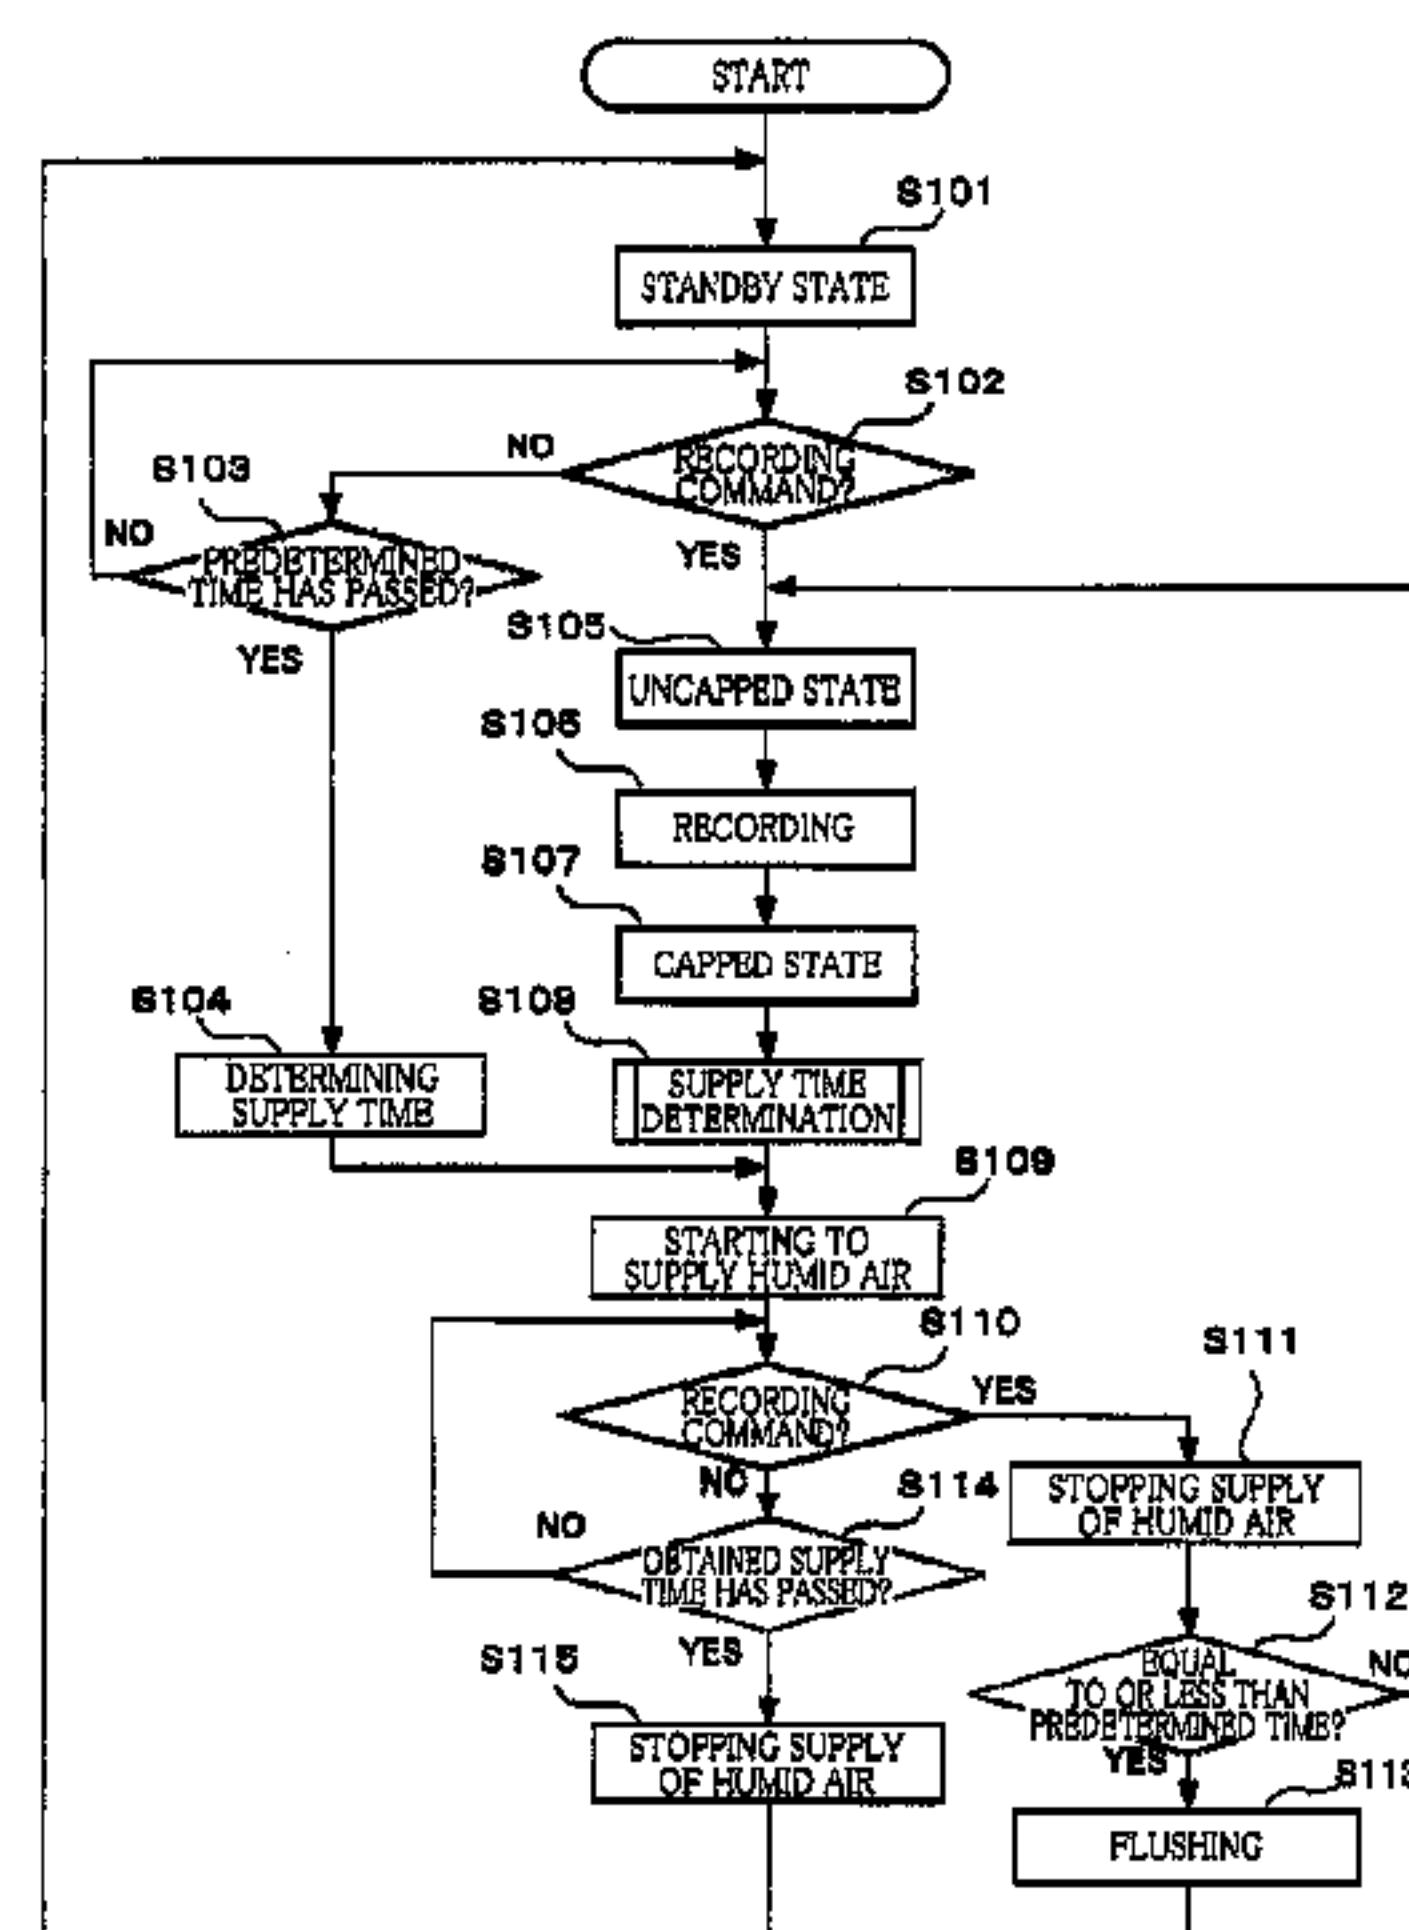 START
S101
STANDBY STATE
S102
NO
RECORDING
COMMAND?
S103
NO
YES
PREDETERMINED
TIME HAS PASSED?
S105
YES
UNCAPPED STATE
S106
RECORDING
S107
CAPPED STATE
S104
S108
DETERMINING
SUPPLY TIME
SUPPLY TIME
DETERMINATION
S109
STARTING TO
SUPPLY HUMID AIR
S110
S111
YES
RECORDING
COMMAND?
NO
S114
STOPPING SUPPLY
OF HUMID AIR
NO
OBTAINED SUPPLY
TIME HAS PASSED?
S112
YES
S115
EQUAL
TO OR LESS THAN
PREDETERMINED TIME?
NO
YES
STOPPING SUPPLY
OF HUMID AIR
S113
FLUSHING